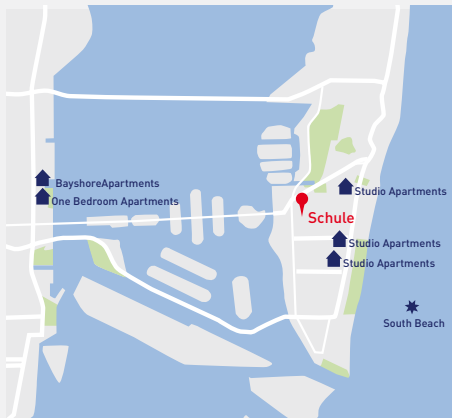 BayshoreApartments
One Bedroom Apartments
Studio Apartments
Schule
Studio Apartments
Studio Apartments
South Beach